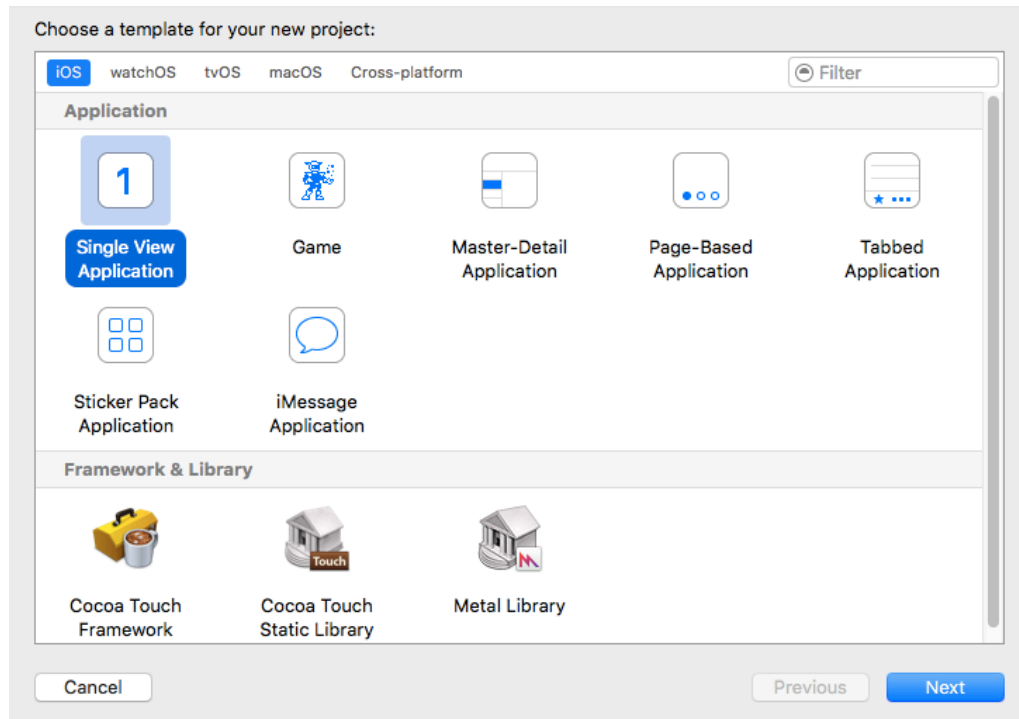 Choose a template for your new project:
iOS watchOS tvOS macOS Cross-platform Filter
Application
1
Single View Game Master-Detail Page-Based Tabbed
Application Application Application Application
Sticker Pack iMessage
Application Application
Framework & Library
Touch
Cocoa Touch Cocoa Touch Metal Library
Framework Static Library
Cancel Previous Next